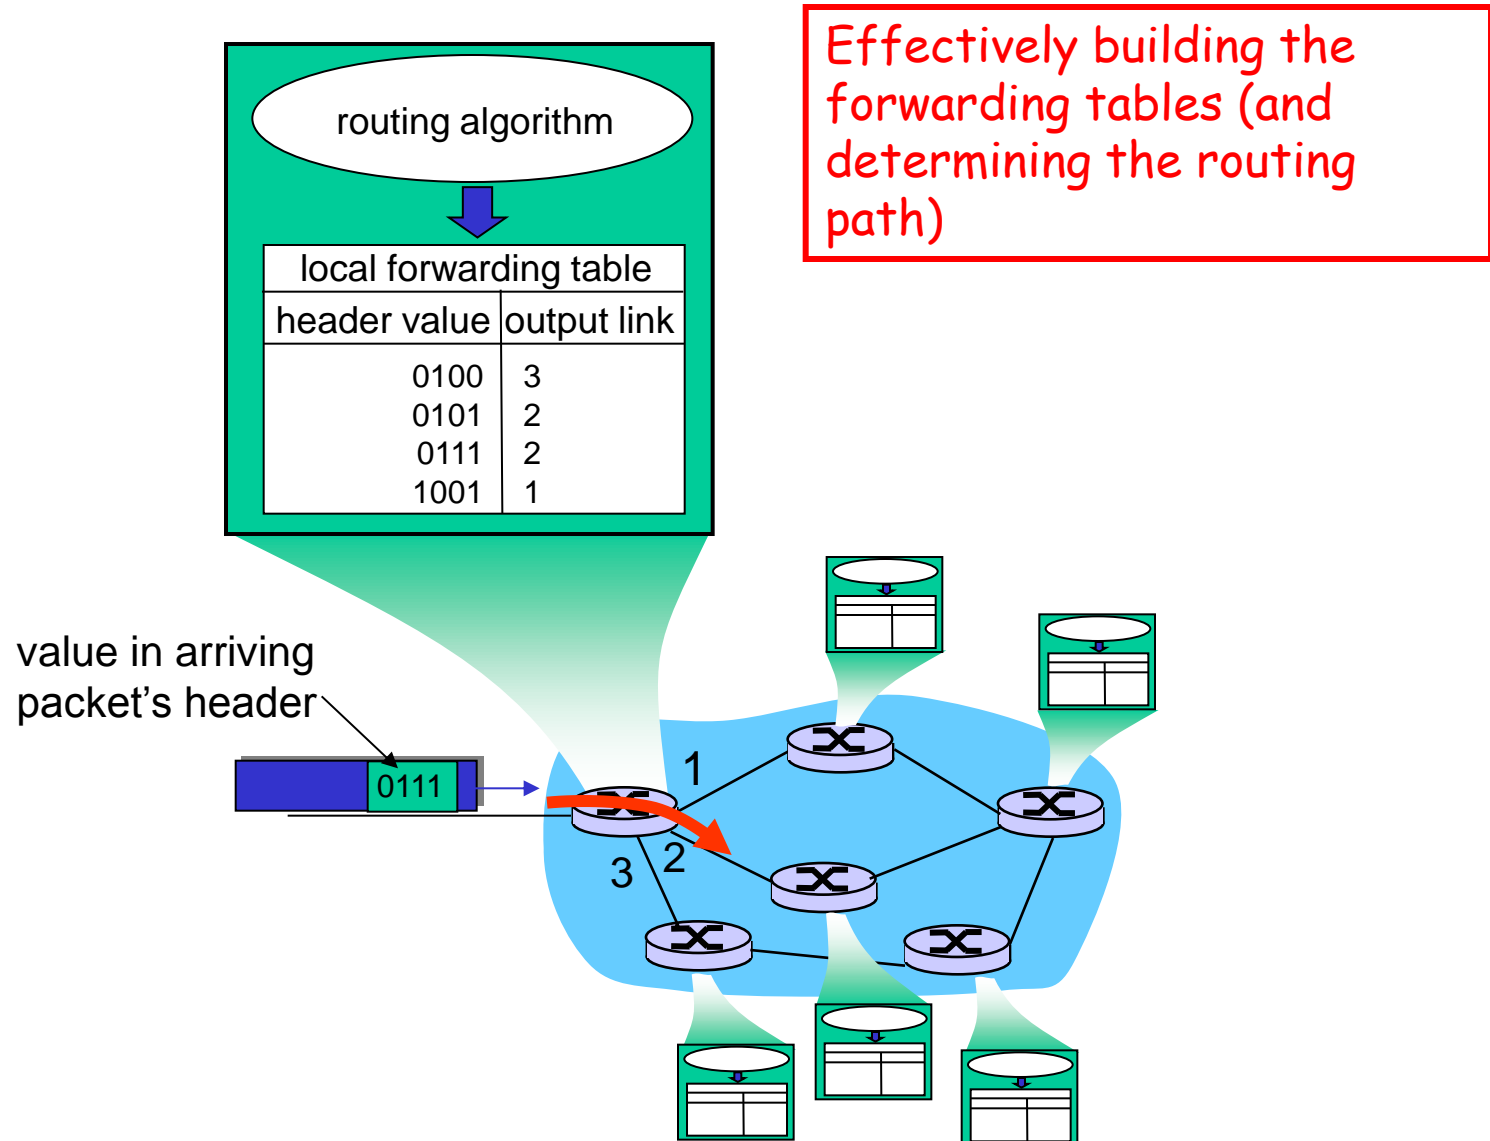 Effectively building the
forwarding tables (and
determining the routing
path)
routing algorithm
local forwarding table
header value output link
0100 3
0101 2
0111 2
1001 1
value in arriving
packet’s header
0111
1
2
3